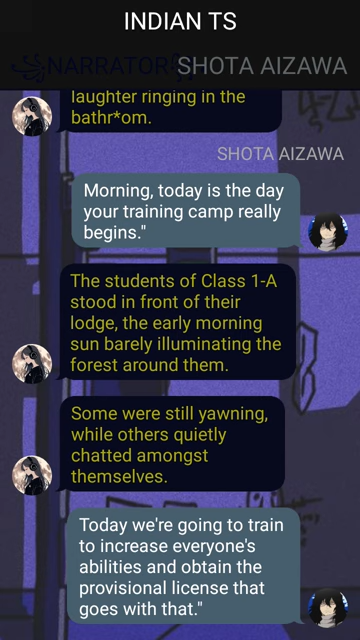 INDIAN TS
꧁NARRATOR꧂
SHOTA AIZAWA
laughter ringing in the
bathr*om.
SHOTA AIZAWA
Morning, today is the day
your training camp really
begins."
The students of Class 1-A
stood in front of their
lodge, the early morning
sun barely illuminating the
forest around them.
Some were still yawning,
while others quietly
chatted amongst
themselves.
Today we're going to train
to increase everyone's
abilities and obtain the
provisional license that
goes with that."